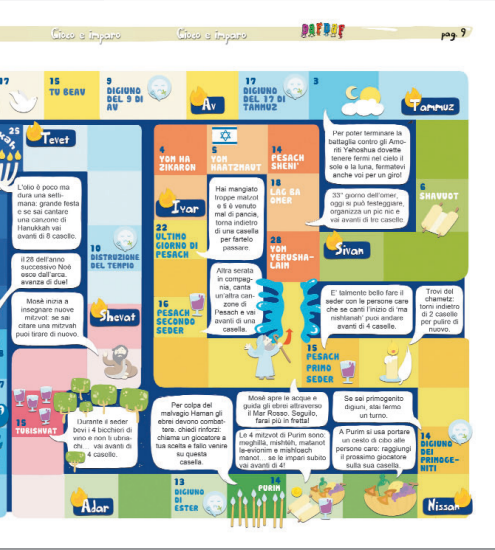 Gioco e imparo
Gioco e imparo
pag. 9
17
15
TU BEAV
9
DIGIUNO
DEL 9 DI
AV
Av
17
DIGIUNO
DEL 17 DI
TAMMUZ
3
Tammuz
25
Tevet
4
YOM HA
ZIKARON
5
YOM
HAATZMAUT
14
PESACH
SHENI'
Per poter terminare la
battaglia contro gli Amo-
riti Yehoshua dovette
tenere fermi nel cielo il
sole e la luna, fermatevi
anche voi per un giro!
L'olio è poco ma
dura una setti-
mana: grande festa
e se sai cantare
una canzone di
Hanukkah vai
avanti di 8 caselle.
Iyar
Hai mangiato
troppe matzot
e ti è venuto
mal di pancia,
torna indietro
di una casella
per fartelo
passare.
18
LAG BA
OMER
33° giorno dell'omer,
oggi si può festeggiare,
organizza un pic nic e
vai avanti di tre caselle.
6
SHAVUOT
22
ULTIMO
GIORNO DI
PESACH
28
YOM
YERUSHA-
LAIM
Sivan
10
DISTRUZIONE
DEL TEMPIO
il 28 dell'anno
successivo Noè
esce dall'arca.
avanza di due!
Altra serata
in compag-
nia, canta
un'altra can-
zone di
Pesach e vai
avanti di una
casella.
16
PESACH
SECONDO
SEDER
E' talmente bello fare il
seder con le persone care
che se canti l'inizio di 'ma
nishtanah' puoi andare
avanti di 4 caselle.
Trovi del
chametz:
torni indietro
di 2 caselle
per pulire di
nuovo.
Mosè inizia a
insegnare nuove
mitzvot: se sai
citare una mitzvah
puoi tirare di nuovo.
Shevat
15
PESACH
PRIMO
SEDER
15
TUBISHVAT
Durante il seder
bevi i 4 bicchieri di
vino e non ti ubria-
chi.... vai avanti di
4 caselle.
Per colpa del
malvagio Haman gli
ebrei devono combat-
tere. chiedi rinforzi:
chiama un giocatore a
tua scelta e fallo venire
su questa
casella.
Mosè apre le acque e
guida gli ebrei attraverso
il Mar Rosso. Seguilo,
farai più in fretta!
Le 4 mitzvot di Purim sono:
meghillà, mishtèh, matanot
la-evionim e mishloach
manot... se le impari subito
vai avanti di 4!
Se sei primogenito
digiuni, stai fermo
un turno.
A Purim si usa portare
un cesto di cibo alle
persone care: raggiungi
il prossimo giocatore
sulla sua casella.
14
DIGIUNO
DEI
PRIMOGE-
NITI
Adar
13
DIGIUNO
DI
ESTER
14
PURIM
Nissan